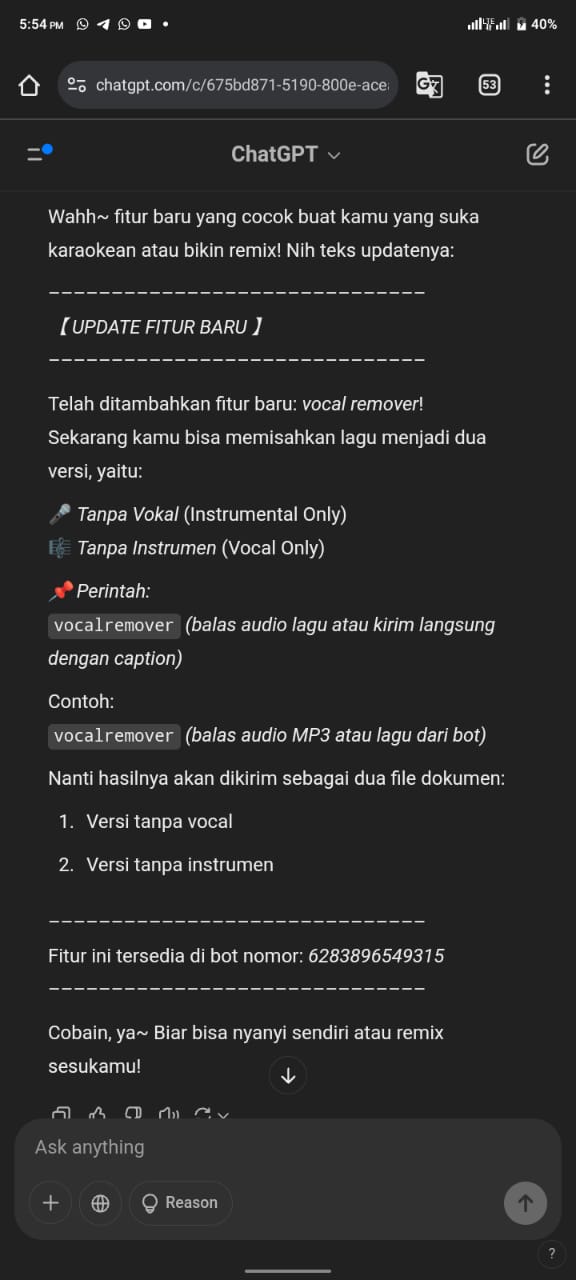 5:54 PM
LTE
40%
chatgpt.com/c/675bd871-5190-800e-ace
53
ChatGPT
Wahh~ fitur baru yang cocok buat kamu yang suka
karaokean atau bikin remix! Nih teks updatenya:
______________________________
【 UPDATE FITUR BARU 】
______________________________
Telah ditambahkan fitur baru: vocal remover!
Sekarang kamu bisa memisahkan lagu menjadi dua
versi, yaitu:
🎤 Tanpa Vokal (Instrumental Only)
🎼 Tanpa Instrumen (Vocal Only)
📌 Perintah:
vocalremover (balas audio lagu atau kirim langsung
dengan caption)
Contoh:
vocalremover (balas audio MP3 atau lagu dari bot)
Nanti hasilnya akan dikirim sebagai dua file dokumen:
1. Versi tanpa vocal
2. Versi tanpa instrumen
______________________________
Fitur ini tersedia di bot nomor: 6283896549315
______________________________
Cobain, ya~ Biar bisa nyanyi sendiri atau remix
sesukamu!
Ask anything
Reason
?